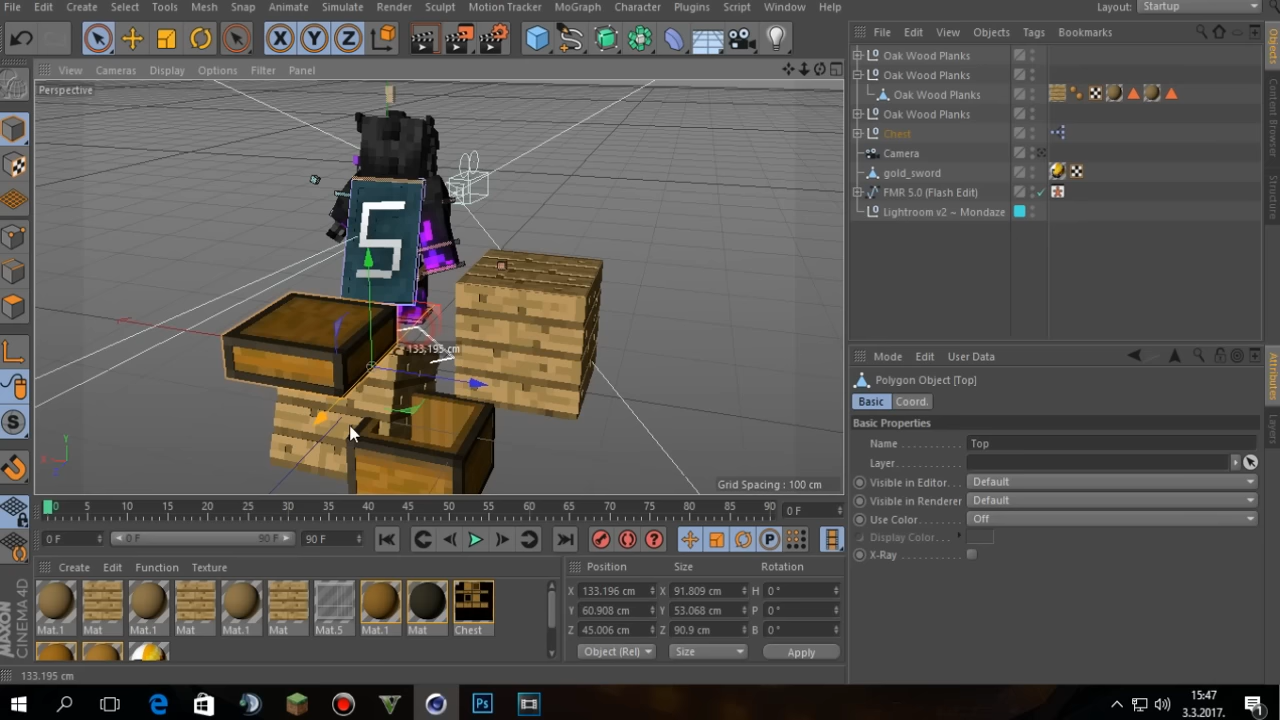 File Edit Create Select Tools Mesh Snap Animate Simulate Render Sculpt Motion Tracker MoGraph Character Plugins Script Window Help Layout: Startup
X Y Z
File Edit View Objects Tags Bookmarks
View Cameras Display Options Filter Panel
Perspective
Oak Wood Planks
Oak Wood Planks
Oak Wood Planks
Oak Wood Planks
Chest
Camera
gold_sword
FMR 5.0 (Flash Edit)
Lightroom v2 – Mondaze
Objects
Content Browser
Structure
5
133.195 cm
Y
X
Grid Spacing : 100 cm
Mode Edit User Data
Polygon Object [Top]
Basic Coord.
Basic Properties
Name Top
Layer
Visible in Editor Default
Visible in Renderer Default
Use Color Off
Display Color
X-Ray
Attributes
Layers
0 5 10 15 20 25 30 35 40 45 50 55 60 65 70 75 80 85 90 0 F
0 F 0 F 90 F 90 F
Create Edit Function Texture
Mat.1 Mat Mat.1 Mat Mat.1 Mat Mat.5 Mat.1 Mat Chest
Position Size Rotation
X 133.196 cm X 91.809 cm H 0 °
Y 60.908 cm Y 53.068 cm P 0 °
Z 45.006 cm Z 90.9 cm B 0 °
Object (Rel) Size Apply
MAXON CINEMA 4D
133.195 cm
15:47
3.3.2017.